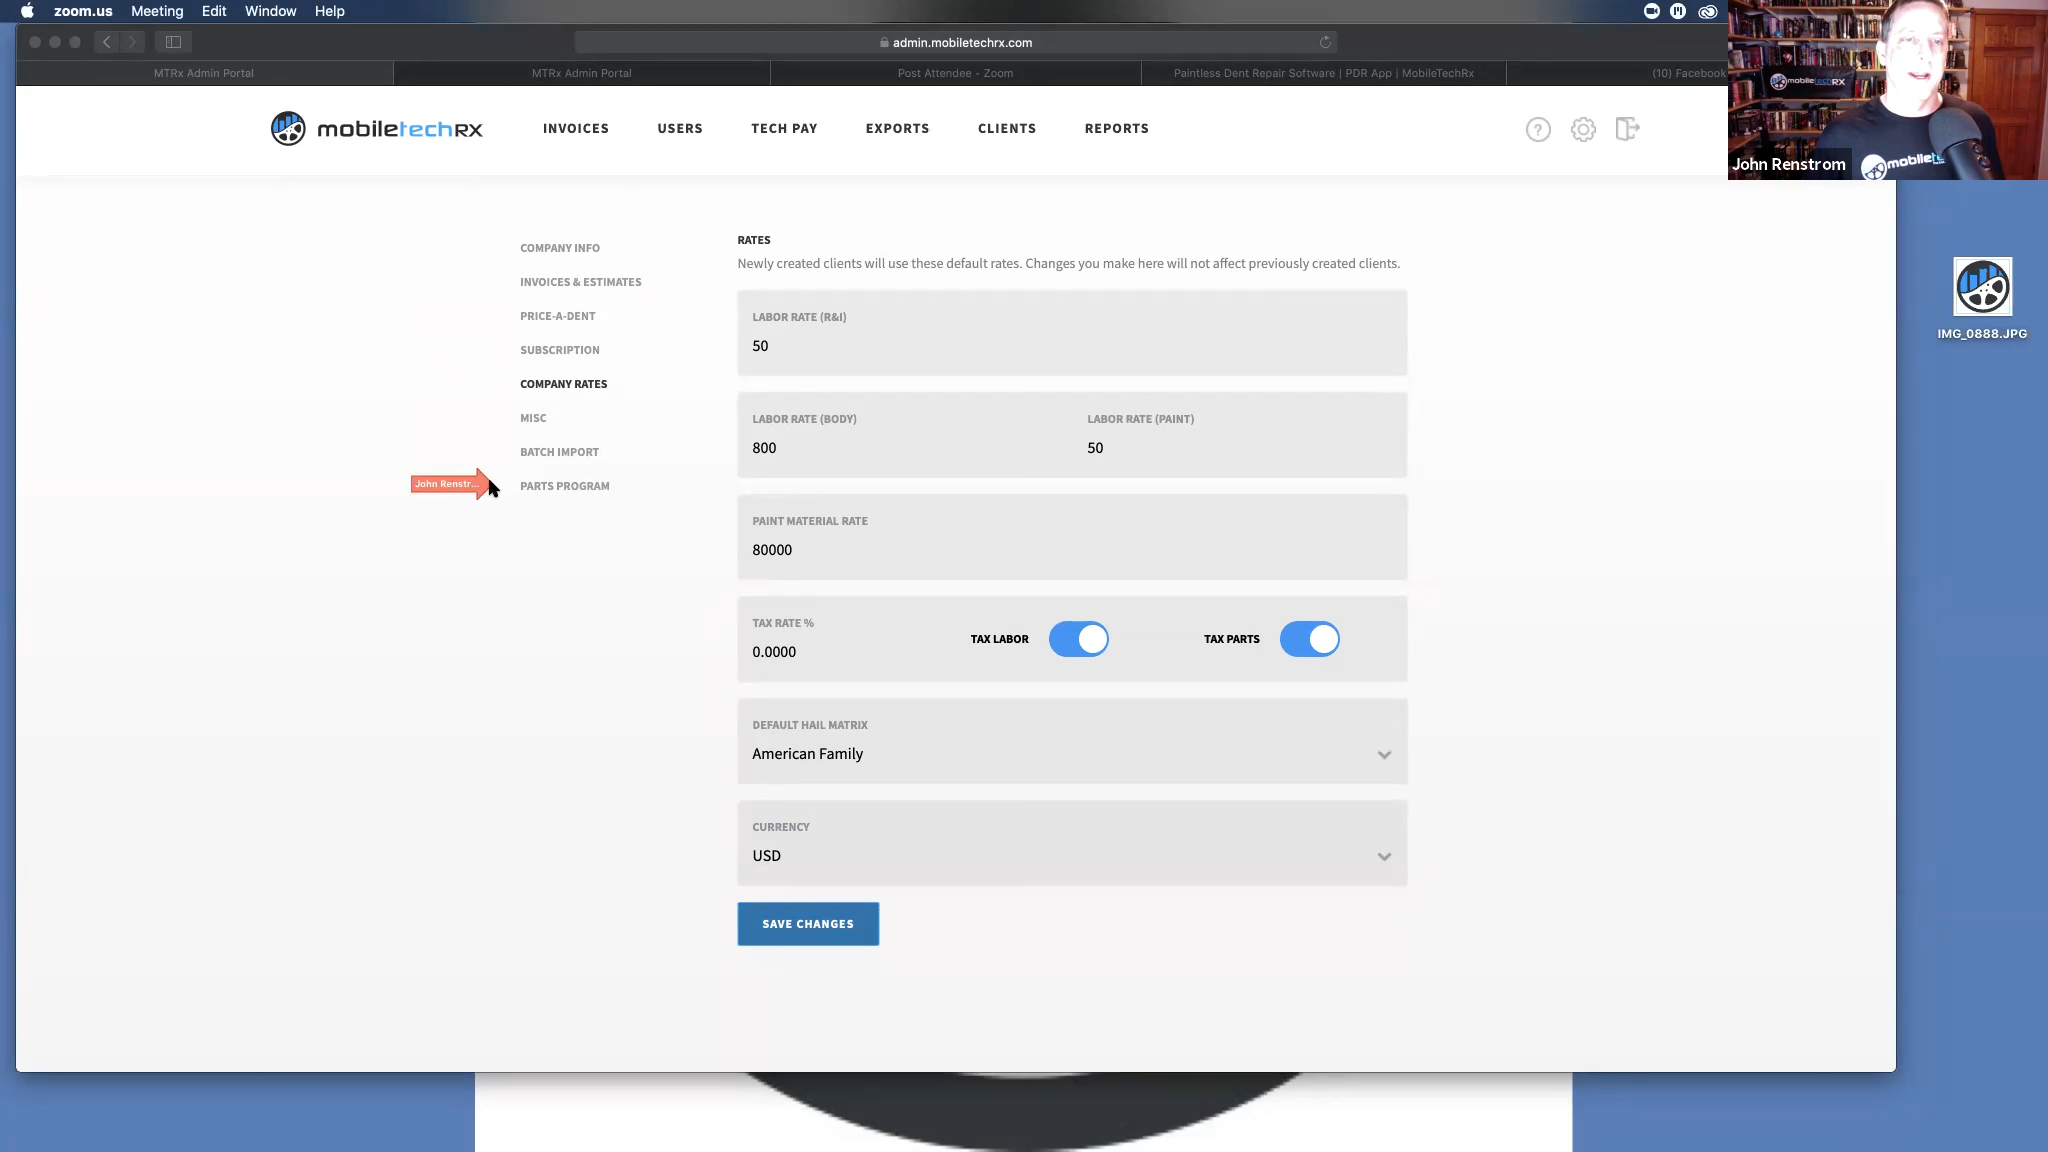 zoom.us Meeting Edit Window Help
admin.mobiletechrx.com
MTRx Admin Portal
MTRx Admin Portal
Post Attendee - Zoom
Paintless Dent Repair Software | PDR App | MobileTechRx
(10) Facebook
mobiletechRX
INVOICES USERS TECH PAY EXPORTS CLIENTS REPORTS
?
mobiletechRX
John Renstrom
mobilete
COMPANY INFO
INVOICES & ESTIMATES
PRICE-A-DENT
SUBSCRIPTION
COMPANY RATES
MISC
BATCH IMPORT
PARTS PROGRAM
John Renstr...
RATES
Newly created clients will use these default rates. Changes you make here will not affect previously created clients.
LABOR RATE (R&I)
50
LABOR RATE (BODY)
800
LABOR RATE (PAINT)
50
PAINT MATERIAL RATE
80000
TAX RATE %
0.0000
TAX LABOR
TAX PARTS
DEFAULT HAIL MATRIX
American Family
CURRENCY
USD
SAVE CHANGES
IMG_0888.JPG